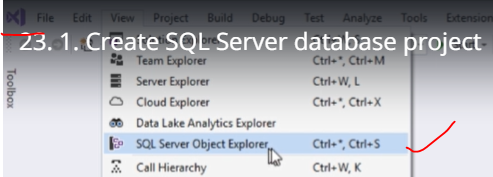 File Edit View Project Build Debug Test Analyze Tools Extension
23. 1. Create SQL Server database project
Team Explorer Ctrl+*, Ctrl+M
Server Explorer Ctrl+W, L
Cloud Explorer Ctrl+*, Ctrl+X
Data Lake Analytics Explorer
SQL Server Object Explorer Ctrl+*, Ctrl+S
Call Hierarchy Ctrl+W, K
Toolbox